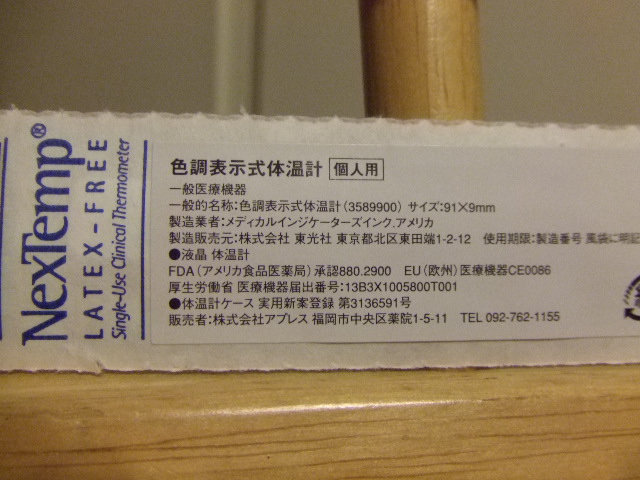 NexTemp®
LATEX-FREE
Single-Use Clinical Thermometer
色調表示式体温計 個人用
一般医療機器
一般的名称:色調表示式体温計(3589900) サイズ:91×9mm
製造業者:メディカルインジケーターズインク.アメリカ
製造販売元:株式会社 東光社 東京都北区東田端1-2-12 使用期限:製造番号 風袋に明記
●液晶 体温計
FDA(アメリカ食品医薬局)承認880.2900 EU(欧州)医療機器CE0086
厚生労働省 医療機器届出番号:13B3X1005800T001
●体温計ケース 実用新案登録 第3136591号
販売者:株式会社アプレス 福岡市中央区薬院1-5-11 TEL 092-762-1155